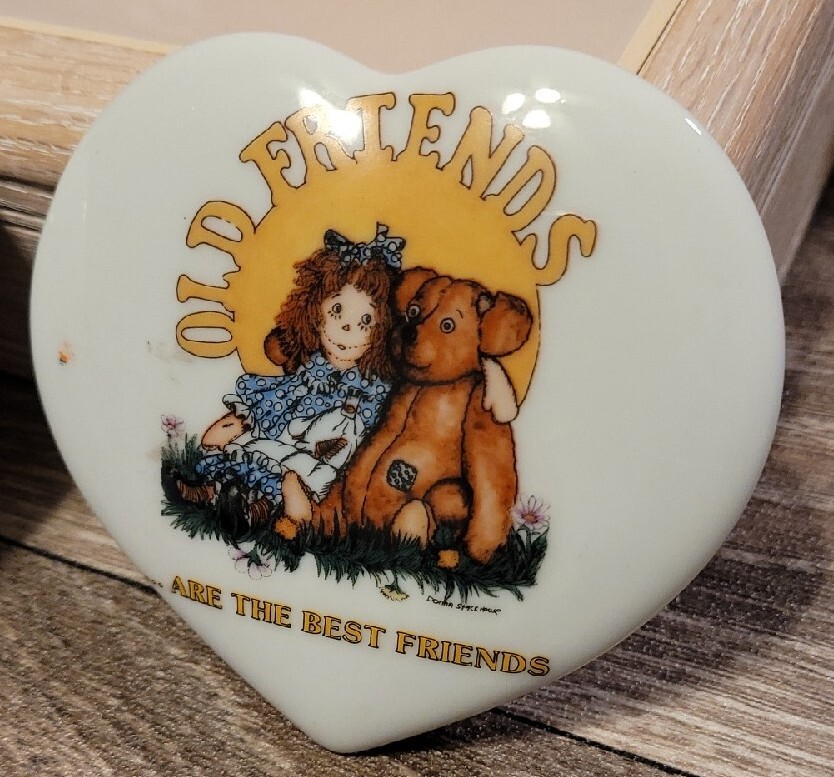 OLD FRIENDS
... ARE THE BEST FRIENDS